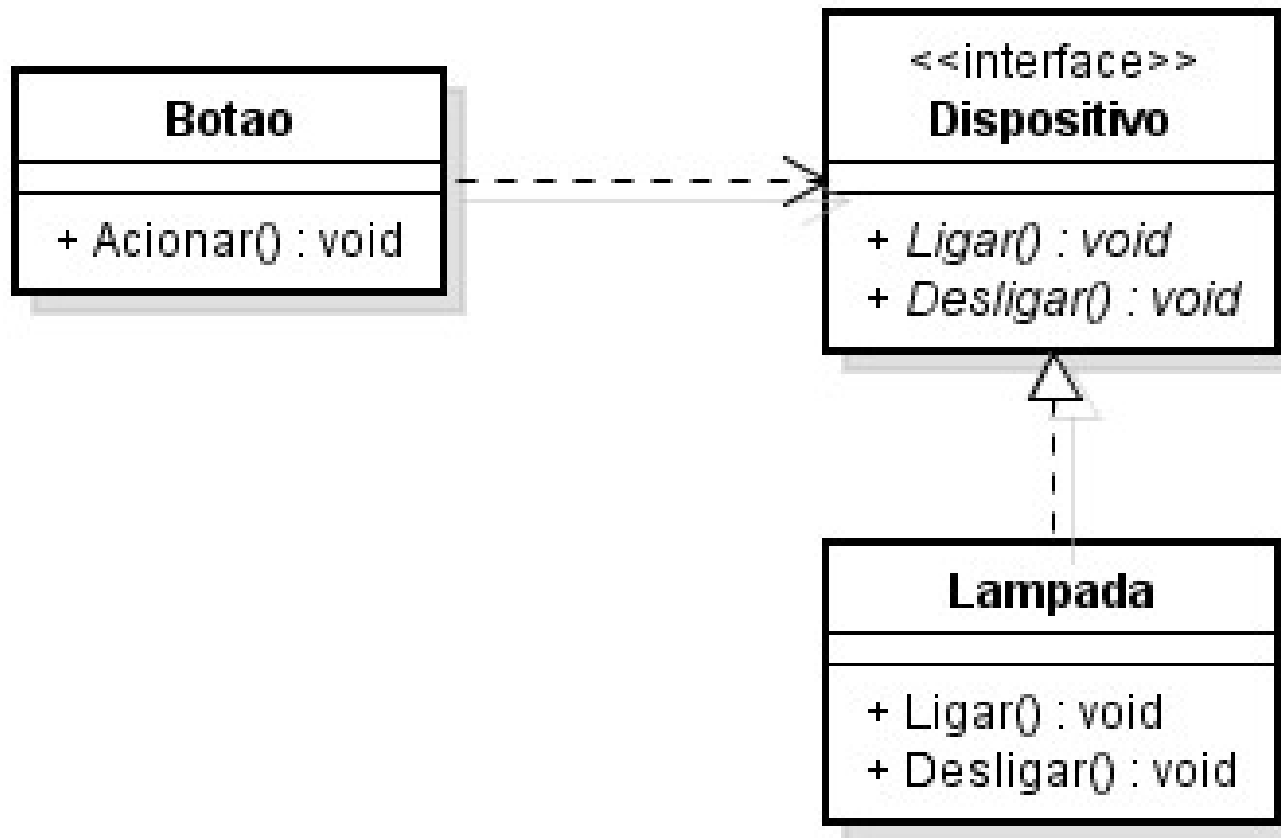 Botao
+ Acionar() : void
<<interface>>
Dispositivo
+ Ligar() : void
+ Desligar() : void
Lampada
+ Ligar() : void
+ Desligar() : void